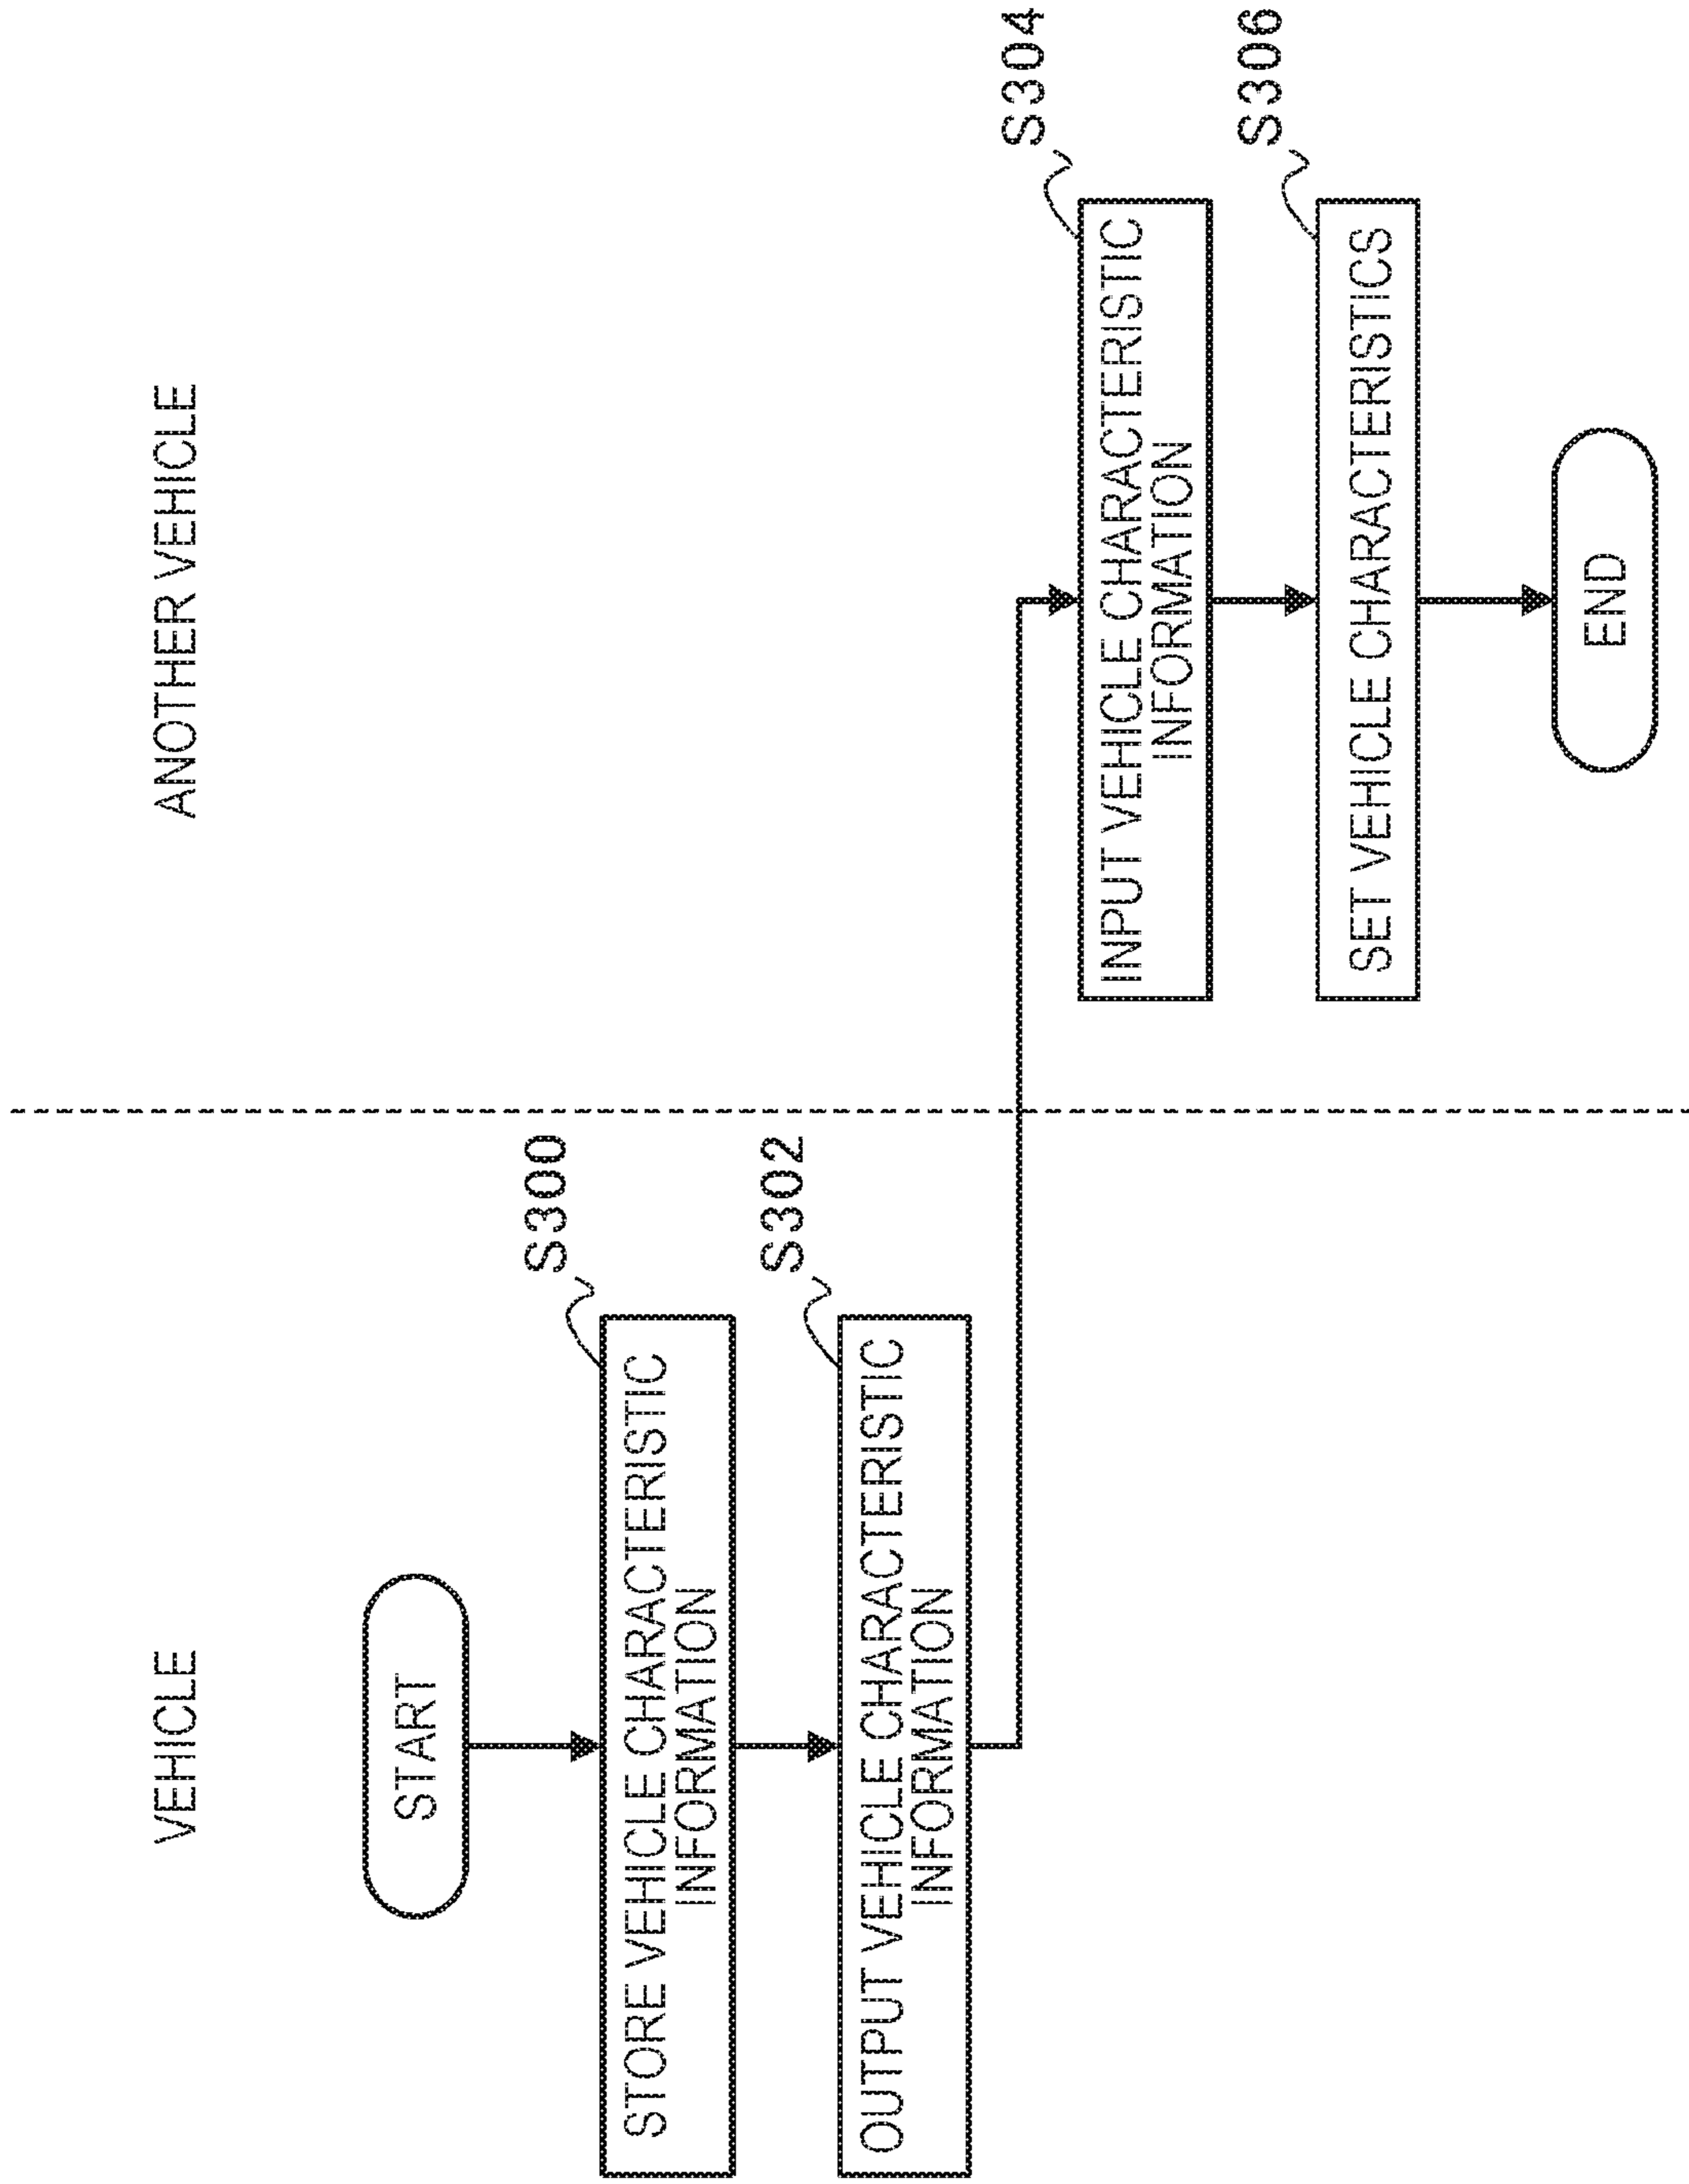 VEHICLE
START
S300
STORE VEHICLE CHARACTERISTIC
INFORMATION
S302
OUTPUT VEHICLE CHARACTERISTIC
INFORMATION
ANOTHER VEHICLE
S304
INPUT VEHICLE CHARACTERISTIC
INFORMATION
S306
SET VEHICLE CHARACTERISTICS
END